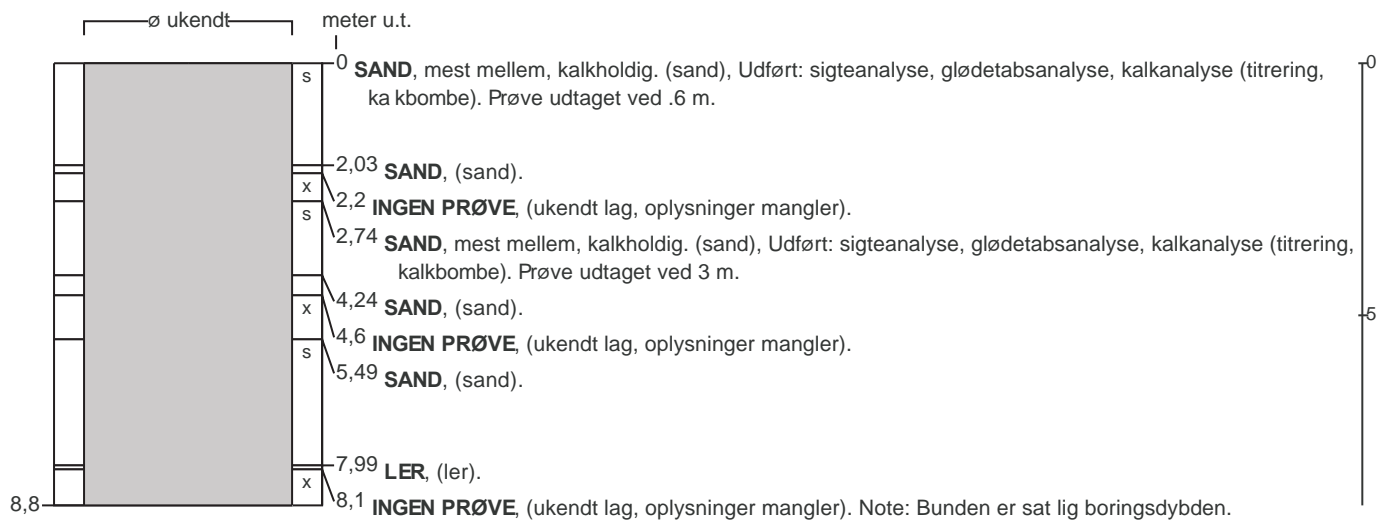 ø ukendt
meter u.t.
0 SAND, mest mellem, kalkholdig. (sand), Udført: sigteanalyse, glødetabsanalyse, kalkanalyse (titrering,
ka kbombe). Prøve udtaget ved .6 m.
0
s
2,03 SAND, (sand).
x
2,2 INGEN PRØVE, (ukendt lag, oplysninger mangler).
s
2,74 SAND, mest mellem, kalkholdig. (sand), Udført: sigteanalyse, glødetabsanalyse, kalkanalyse (titrering,
kalkbombe). Prøve udtaget ved 3 m.
4,24 SAND, (sand).
x
5
4,6 INGEN PRØVE, (ukendt lag, oplysninger mangler).
s
5,49 SAND, (sand).
7,99 LER, (ler).
x
8,8
8,1 INGEN PRØVE, (ukendt lag, oplysninger mangler). Note: Bunden er sat lig boringsdybden.